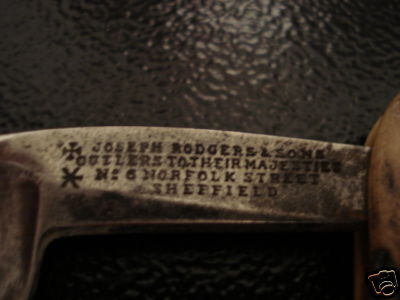 JOSEPH RODGERS & SONS
CUTLERS TO THEIR MAJESTIES
No 6 NORFOLK STREET
SHEFFIELD